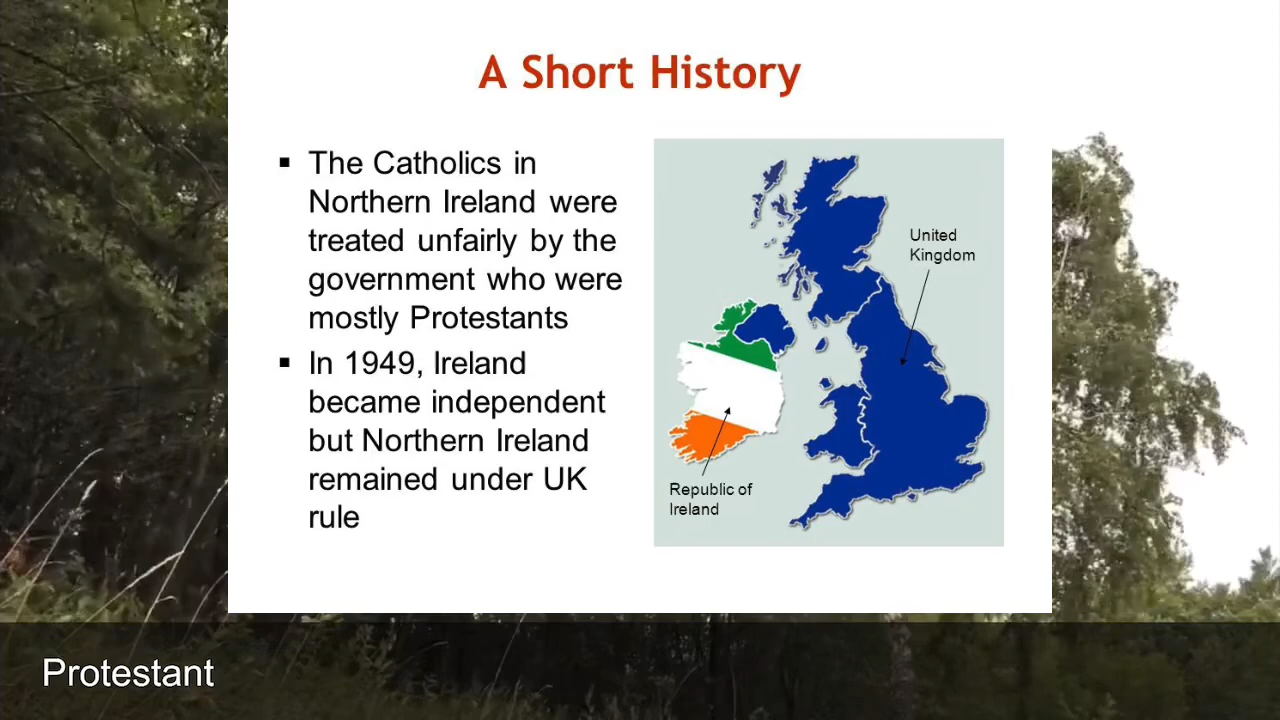 A Short History
▪ The Catholics in
Northern Ireland were
treated unfairly by the
government who were
mostly Protestants
▪ In 1949, Ireland
became independent
but Northern Ireland
remained under UK
rule
United
Kingdom
Republic of
Ireland
Protestant